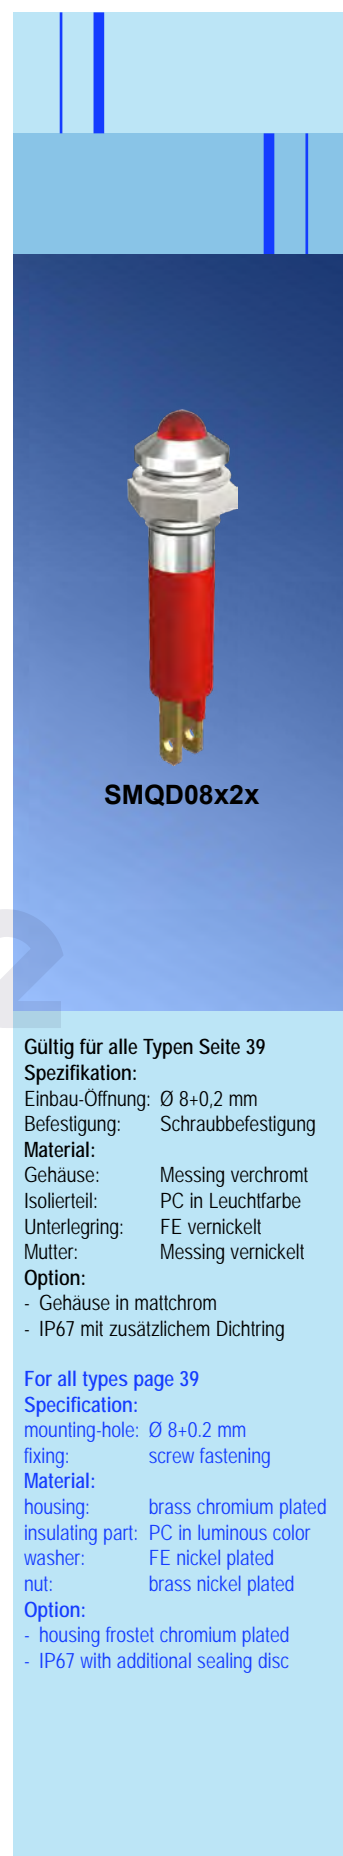 SMQD08x2x
2
Gültig für alle Typen Seite 39
Spezifikation:
Einbau-Öffnung: Ø 8+0,2 mm
Befestigung: Schraubbefestigung
Material:
Gehäuse: Messing verchromt
Isolierteil: PC in Leuchtfarbe
Unterlegring: FE vernickelt
Mutter: Messing vernickelt
Option:
- Gehäuse in mattchrom
- IP67 mit zusätzlichem Dichtring
For all types page 39
Specification:
mounting-hole: Ø 8+0.2 mm
fixing: screw fastening
Material:
housing: brass chromium plated
insulating part: PC in luminous color
washer: FE nickel plated
nut: brass nickel plated
Option:
- housing frostet chromium plated
- IP67 with additional sealing disc